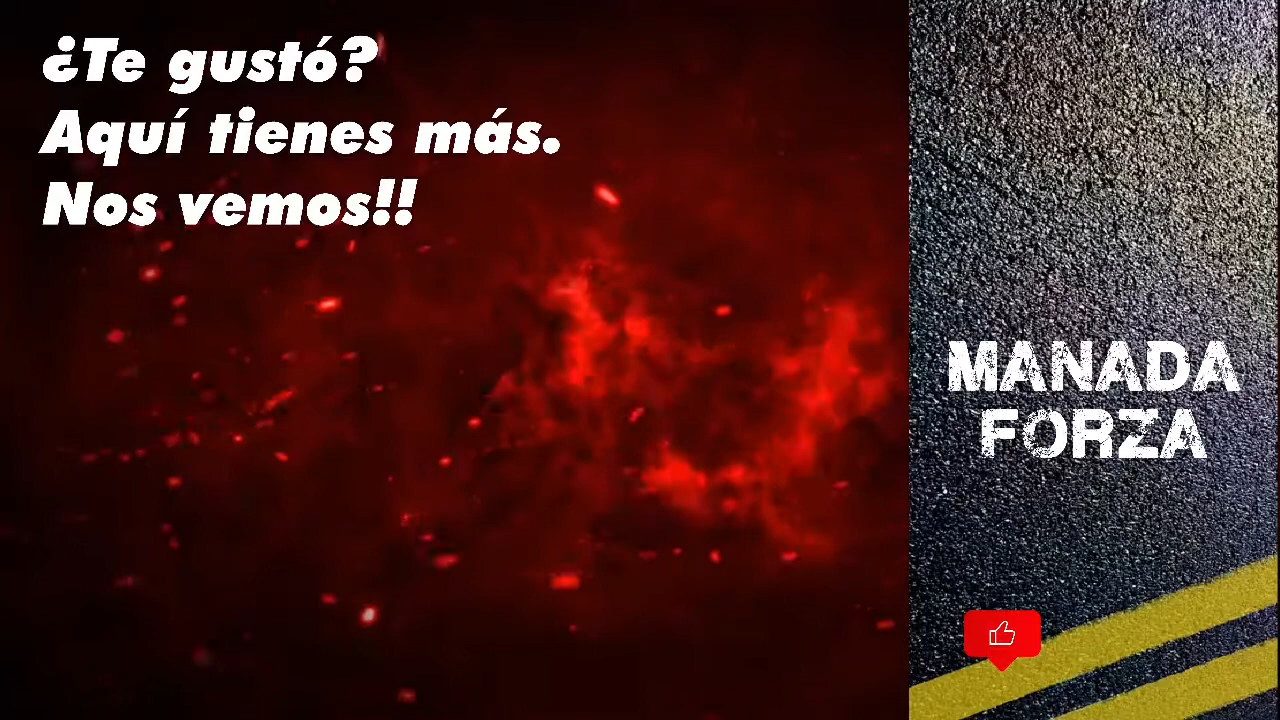 ¿Te gustó?
Aquí tienes más.
Nos vemos!!
MANADA
FORZA